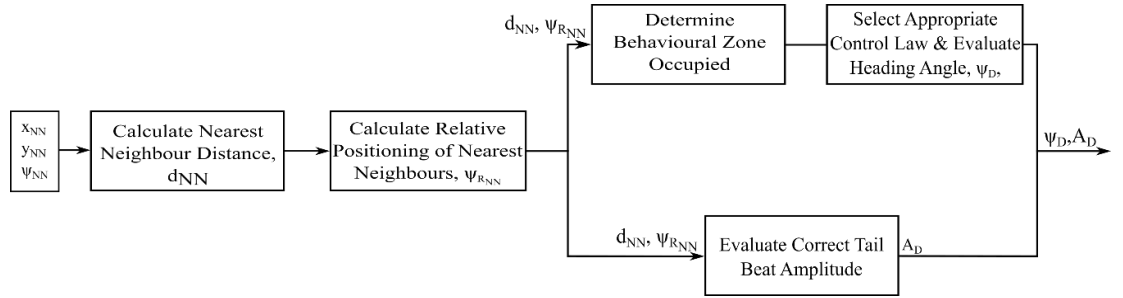 x_NN
y_NN
ψ_NN
Calculate Nearest
Neighbour Distance,
d_NN
Calculate Relative
Positioning of Nearest
Neighbours, ψ_R_NN
d_NN, ψ_R_NN
Determine
Behavioural Zone
Occupied
Select Appropriate
Control Law & Evaluate
Heading Angle, ψ_D,
d_NN, ψ_R_NN
Evaluate Correct Tail
Beat Amplitude
A_D
ψ_D,A_D